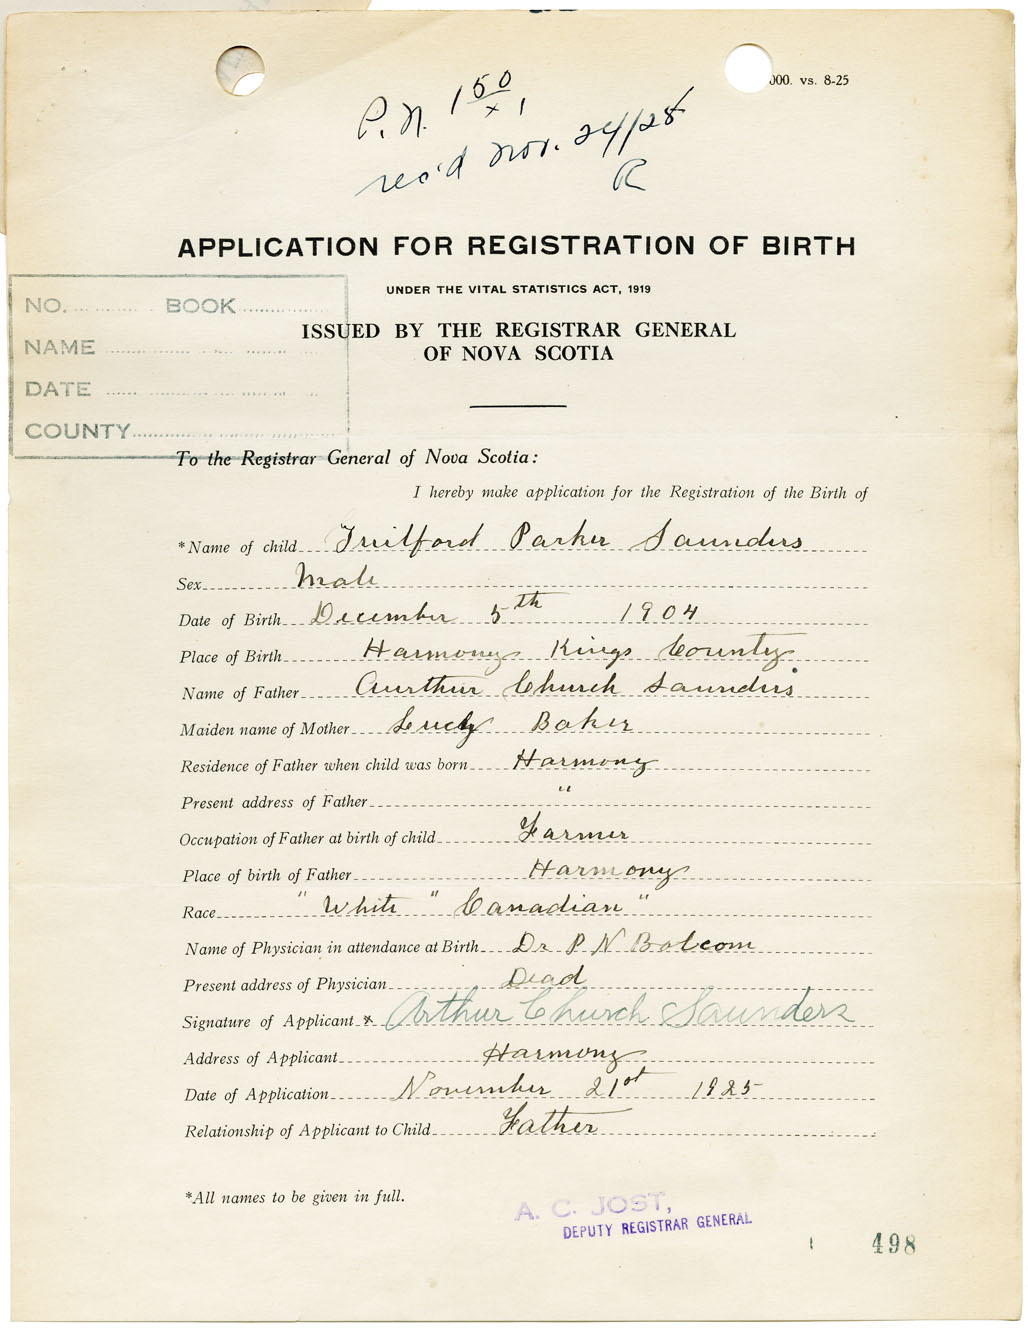 000. vs. 8-25
P. N. 1 50 x 1
rec'd Nov. 24/25
R
APPLICATION FOR REGISTRATION OF BIRTH
UNDER THE VITAL STATISTICS ACT, 1919
ISSUED BY THE REGISTRAR GENERAL
OF NOVA SCOTIA
NO. BOOK
NAME
DATE
COUNTY
To the Registrar General of Nova Scotia:
I hereby make application for the Registration of the Birth of
*Name of child Guilford Parker Saunders
Sex Male
Date of Birth December 5th 1904
Place of Birth Harmony Kings County.
Name of Father Aurthur Church Saunders
Maiden name of Mother Lucy Baker
Residence of Father when child was born Harmony
Present address of Father "
Occupation of Father at birth of child Farmer
Place of birth of Father Harmony
Race " White " Canadian "
Name of Physician in attendance at Birth Dr P N Balcom
Present address of Physician Dead
Signature of Applicant x Arthur Church Saunders
Address of Applicant Harmony
Date of Application November 21st 1925
Relationship of Applicant to Child Father
*All names to be given in full.
A. C. JOST,
DEPUTY REGISTRAR GENERAL
498